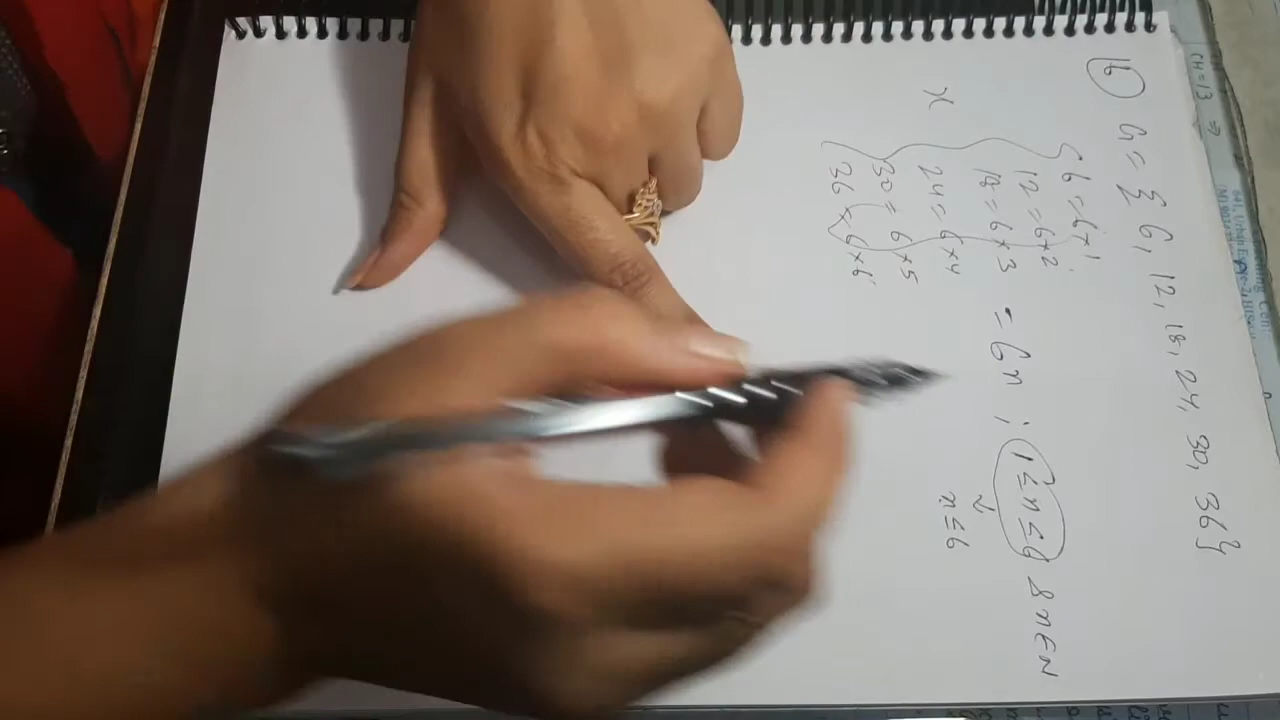 CH=13 ⇒
16 G = { 6, 12, 18, 24, 30, 36}
6 = 6×1
12 = 6×2
18 = 6×3
x 24 = 6×4 = 6n ; 1≤n≤6 & n∈N
30 = 6×5 n≤6
36 × 6×6